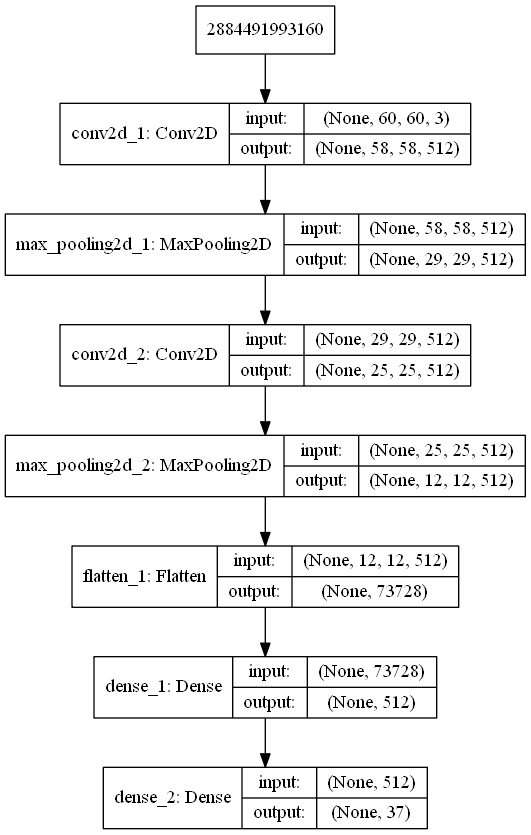 2884491993160
conv2d_1: Conv2D
input:
(None, 60, 60, 3)
output:
(None, 58, 58, 512)
max_pooling2d_1: MaxPooling2D
input:
(None, 58, 58, 512)
output:
(None, 29, 29, 512)
conv2d_2: Conv2D
input:
(None, 29, 29, 512)
output:
(None, 25, 25, 512)
max_pooling2d_2: MaxPooling2D
input:
(None, 25, 25, 512)
output:
(None, 12, 12, 512)
flatten_1: Flatten
input:
(None, 12, 12, 512)
output:
(None, 73728)
dense_1: Dense
input:
(None, 73728)
output:
(None, 512)
dense_2: Dense
input:
(None, 512)
output:
(None, 37)